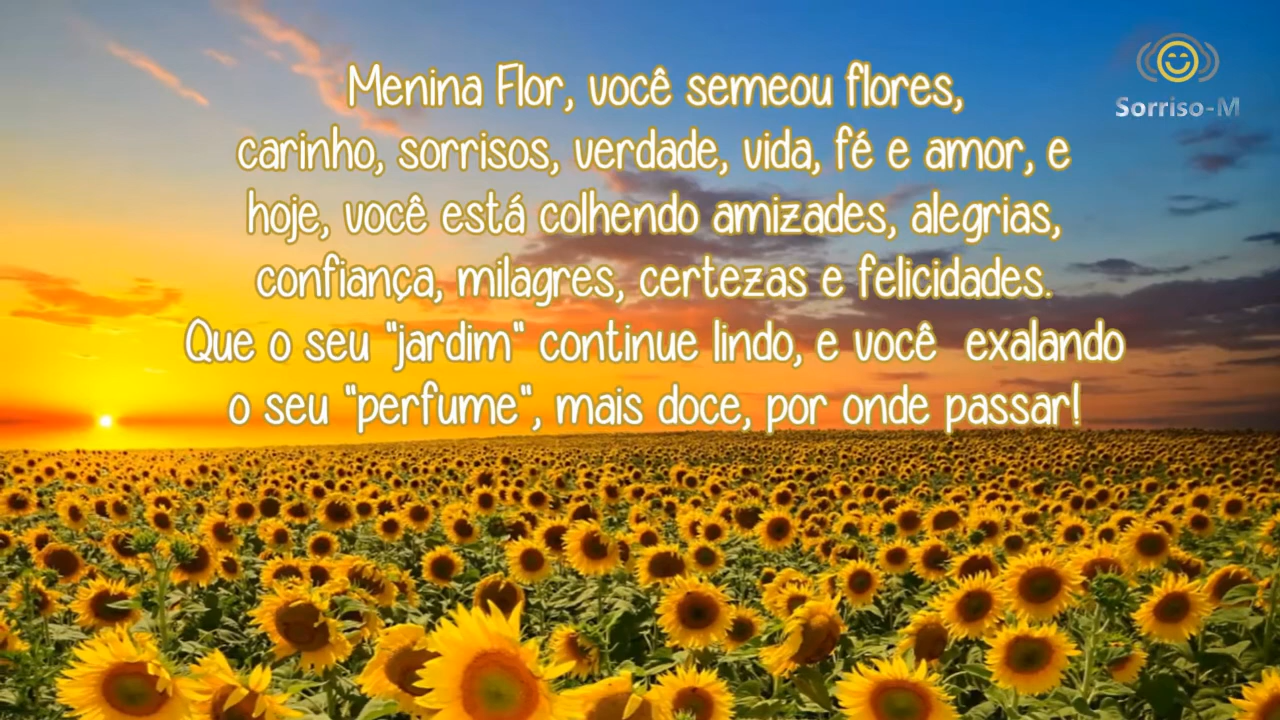 Menina Flor, você semeou flores,
carinho, sorrisos, verdade, vida, fé e amor, e
hoje, você está colhendo amizades, alegrias,
confiança, milagres, certezas e felicidades.
Que o seu "jardim" continue lindo, e você exalando
o seu "perfume", mais doce, por onde passar!
Sorriso-M